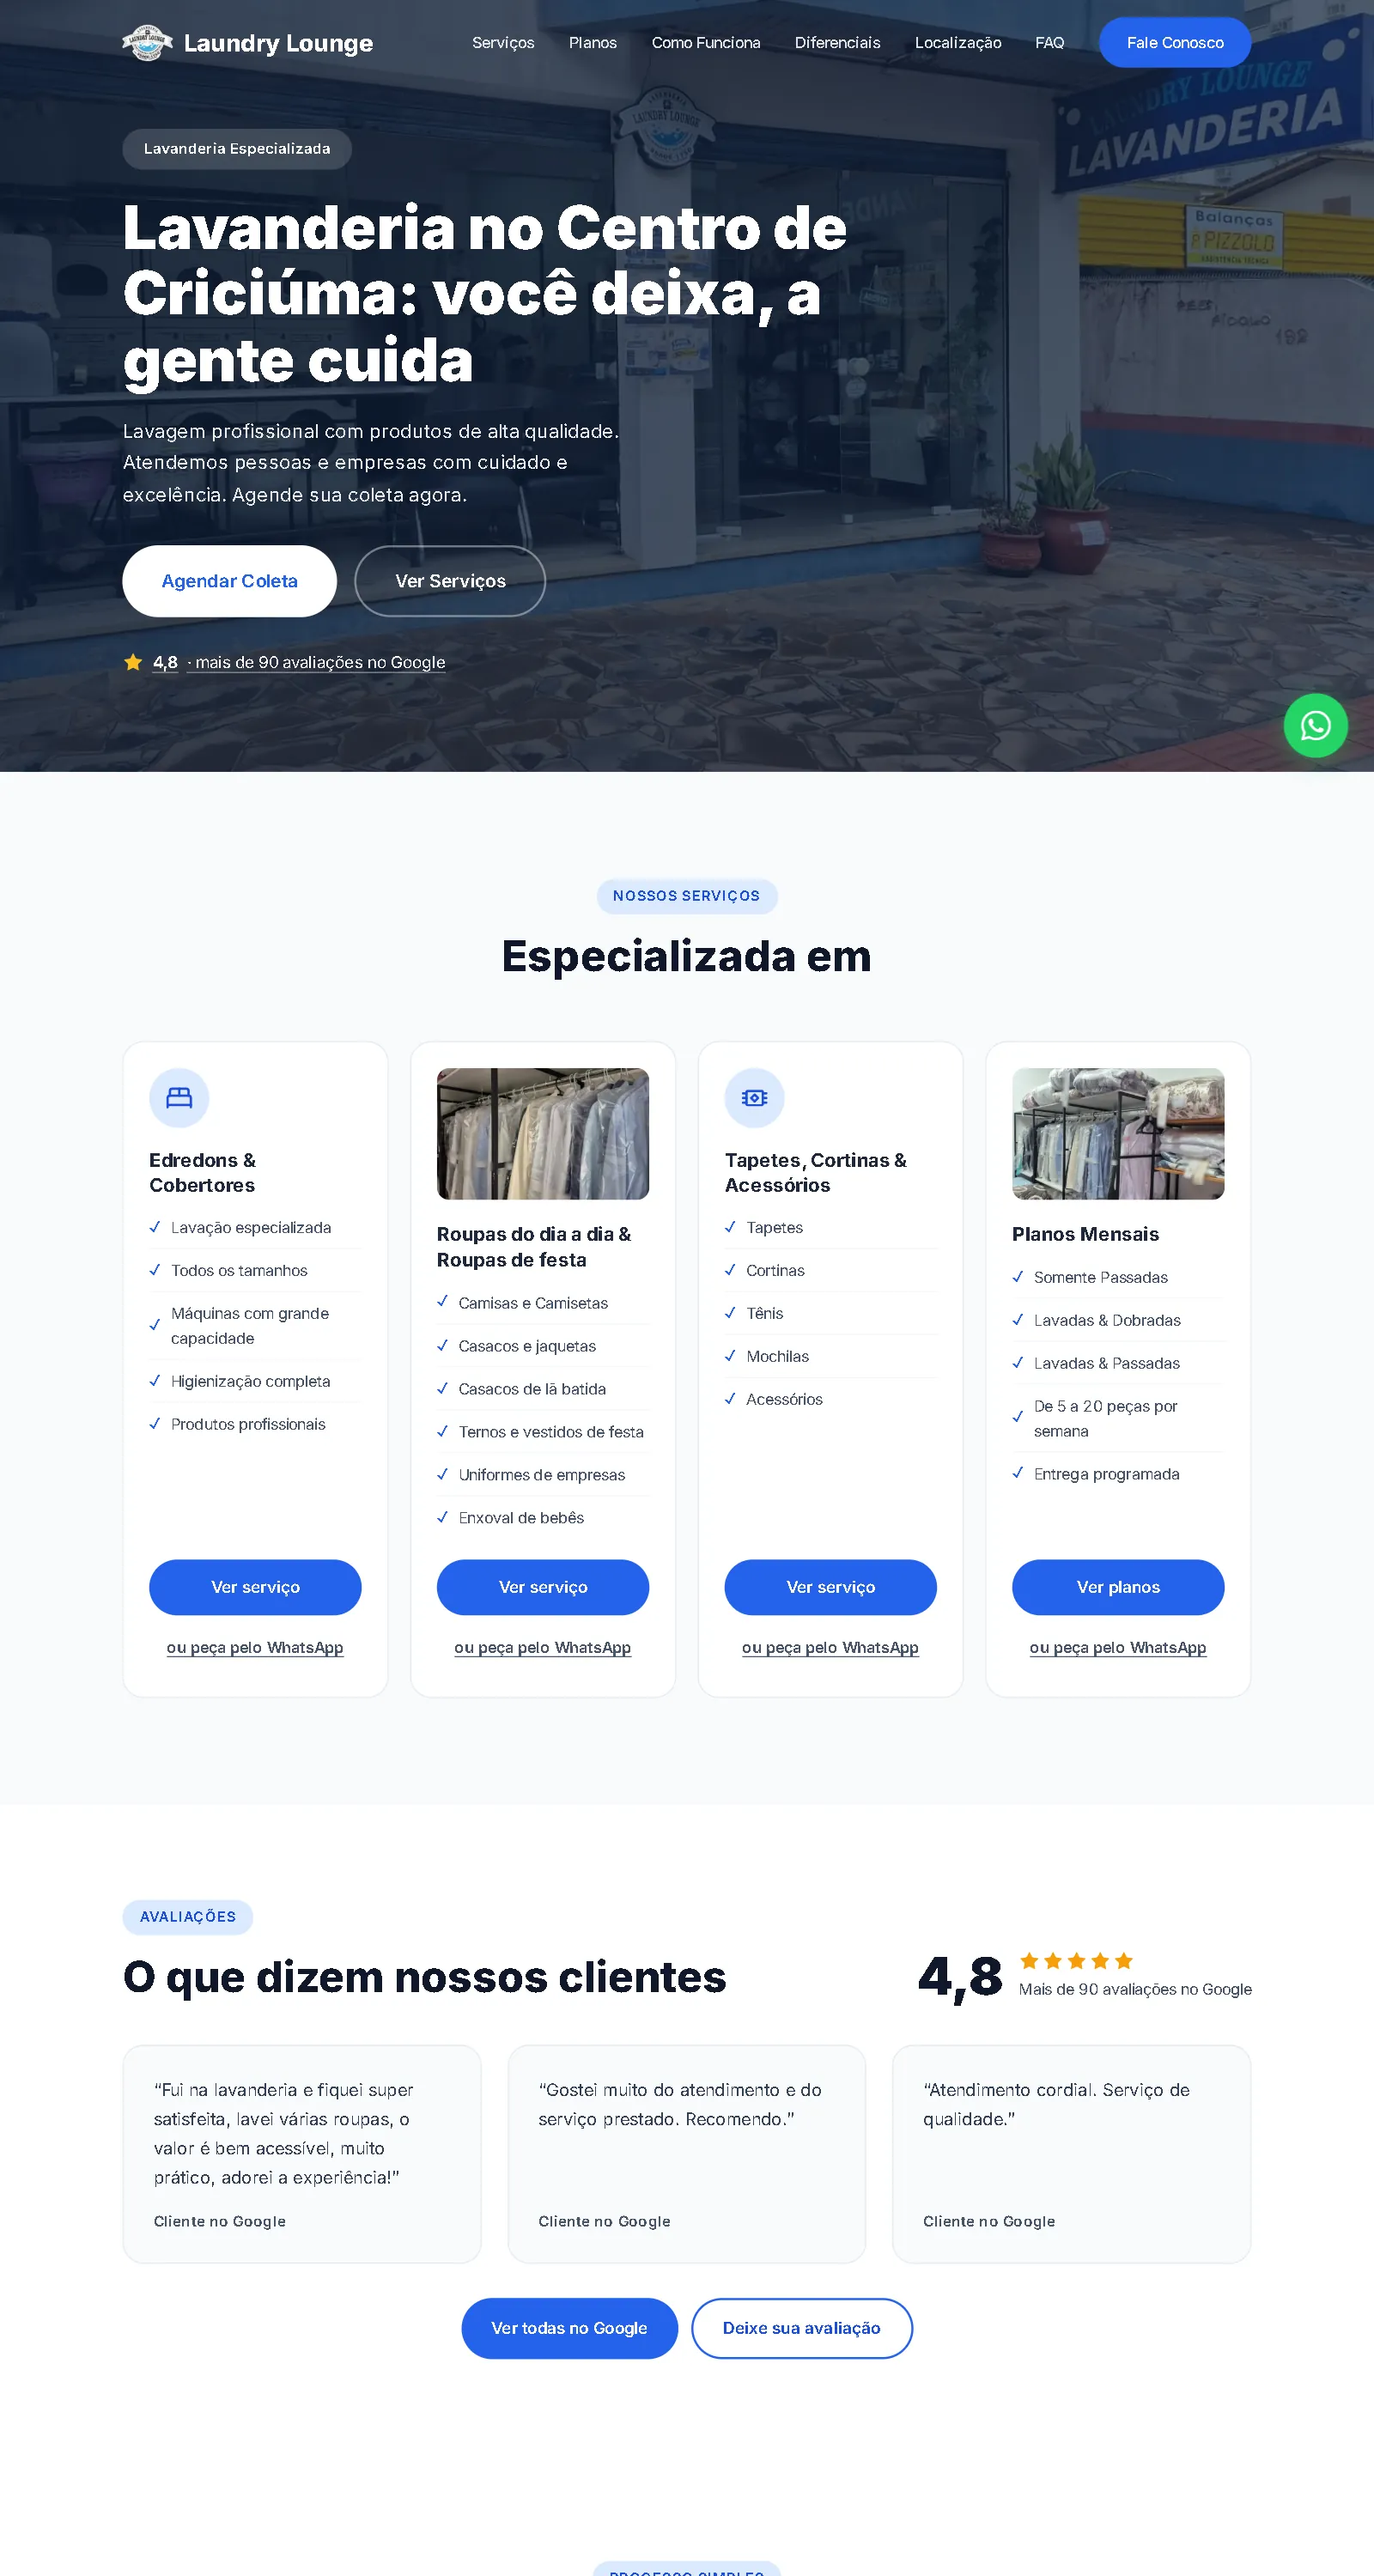 Laundry Lounge
Serviços
Planos
Como Funciona
Diferenciais
Localização
FAQ
Fale Conosco
LAUNDRY LOUNGE
LAUNDRY LOUNGE
LAVANDERIA
Balanças
PIZZOLO
ASSISTÊNCIA TÉCNICA
Lavanderia Especializada
Lavanderia no Centro de
Criciúma: você deixa, a
gente cuida
Lavagem profissional com produtos de alta qualidade.
Atendemos pessoas e empresas com cuidado e
excelência. Agende sua coleta agora.
Agendar Coleta
Ver Serviços
4,8 · mais de 90 avaliações no Google
NOSSOS SERVIÇOS
Especializada em
Edredons &
Cobertores
Lavação especializada
Todos os tamanhos
Máquinas com grande
capacidade
Higienização completa
Produtos profissionais
Ver serviço
ou peça pelo WhatsApp
Roupas do dia a dia &
Roupas de festa
Camisas e Camisetas
Casacos e jaquetas
Casacos de lã batida
Ternos e vestidos de festa
Uniformes de empresas
Enxoval de bebês
Ver serviço
ou peça pelo WhatsApp
Tapetes, Cortinas &
Acessórios
Tapetes
Cortinas
Tênis
Mochilas
Acessórios
Ver serviço
ou peça pelo WhatsApp
Planos Mensais
Somente Passadas
Lavadas & Dobradas
Lavadas & Passadas
De 5 a 20 peças por
semana
Entrega programada
Ver planos
ou peça pelo WhatsApp
AVALIAÇÕES
O que dizem nossos clientes
4,8
Mais de 90 avaliações no Google
“Fui na lavanderia e fiquei super
satisfeita, lavei várias roupas, o
valor é bem acessível, muito
prático, adorei a experiência!”
Cliente no Google
“Gostei muito do atendimento e do
serviço prestado. Recomendo.”
Cliente no Google
“Atendimento cordial. Serviço de
qualidade.”
Cliente no Google
Ver todas no Google
Deixe sua avaliação
PROCESSO SIMPLES